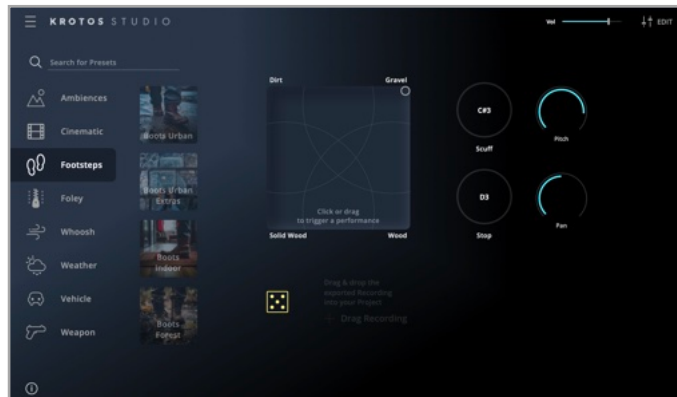 KROTOS STUDIO
Vol
EDIT
Search for Presets
Ambiences
Cinematic
Footsteps
Foley
Whoosh
Weather
Vehicle
Weapon
Boots Urban
Boots Urban
Extras
Boots
Indoor
Boots
Forest
Dirt
Gravel
Click or drag
to trigger a performance
Solid Wood
Wood
Drag & drop the
exported Recording
into your Project
Drag Recording
C#3
Scuff
Pitch
D3
Stop
Pan